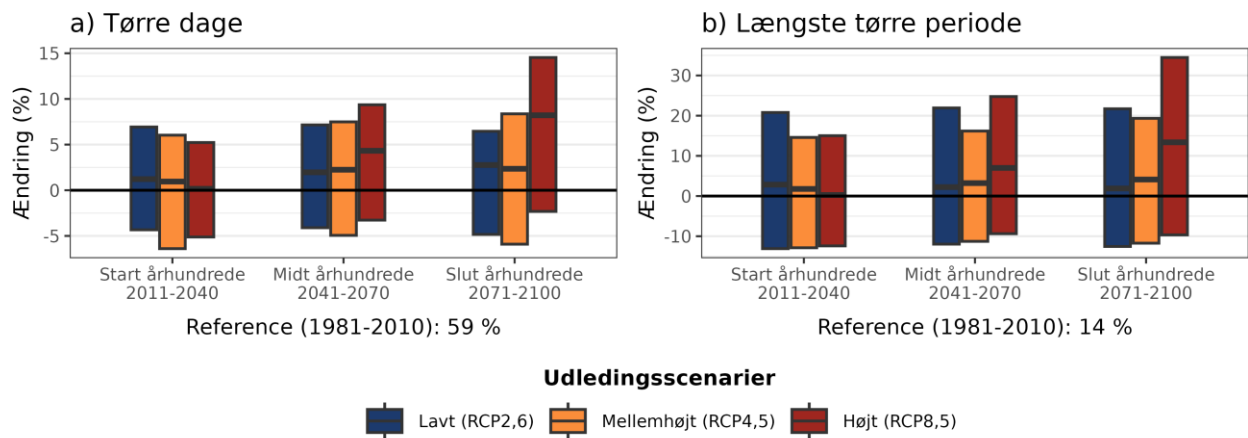 a) Tørre dage
Ændring (%)
15
10
5
0
-5
Start århundrede
2011-2040
Midt århundrede
2041-2070
Slut århundrede
2071-2100
Reference (1981-2010): 59 %
b) Længste tørre periode
Ændring (%)
30
20
10
0
-10
Start århundrede
2011-2040
Midt århundrede
2041-2070
Slut århundrede
2071-2100
Reference (1981-2010): 14 %
Udledingsscenarier
Lavt (RCP2,6)
Mellemhøjt (RCP4,5)
Højt (RCP8,5)